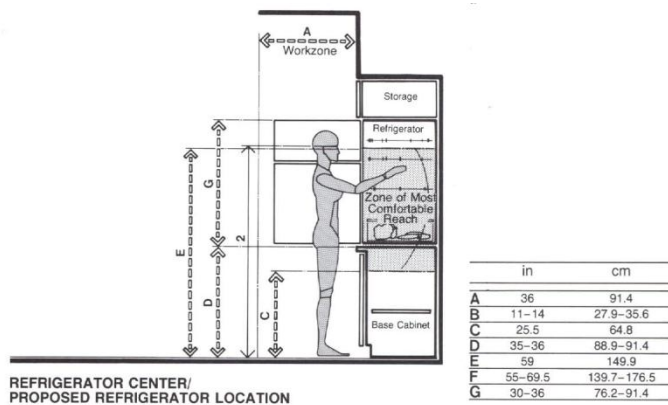 A
Workzone
Storage
Refrigerator
G
E
2
D
C
Zone of Most
Comfortable
Reach
Base Cabinet
REFRIGERATOR CENTER/
PROPOSED REFRIGERATOR LOCATION
in cm
A 36 91.4
B 11–14 27.9–35.6
C 25.5 64.8
D 35–36 88.9–91.4
E 59 149.9
F 55–69.5 139.7–176.5
G 30–36 76.2–91.4